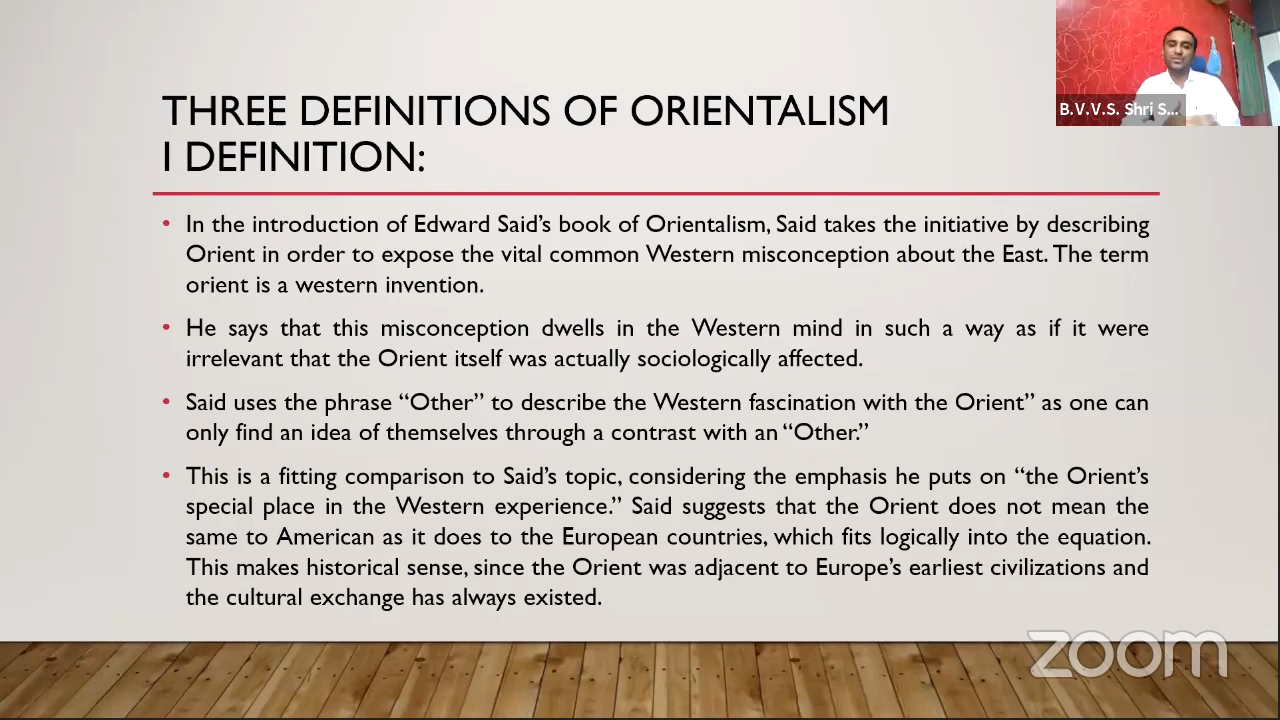 THREE DEFINITIONS OF ORIENTALISM
I DEFINITION:
B.V.V.S. Shri S...
• In the introduction of Edward Said's book of Orientalism, Said takes the initiative by describing
Orient in order to expose the vital common Western misconception about the East. The term
orient is a western invention.
• He says that this misconception dwells in the Western mind in such a way as if it were
irrelevant that the Orient itself was actually sociologically affected.
• Said uses the phrase “Other” to describe the Western fascination with the Orient” as one can
only find an idea of themselves through a contrast with an “Other.”
• This is a fitting comparison to Said's topic, considering the emphasis he puts on “the Orient's
special place in the Western experience.” Said suggests that the Orient does not mean the
same to American as it does to the European countries, which fits logically into the equation.
This makes historical sense, since the Orient was adjacent to Europe's earliest civilizations and
the cultural exchange has always existed.
zoom